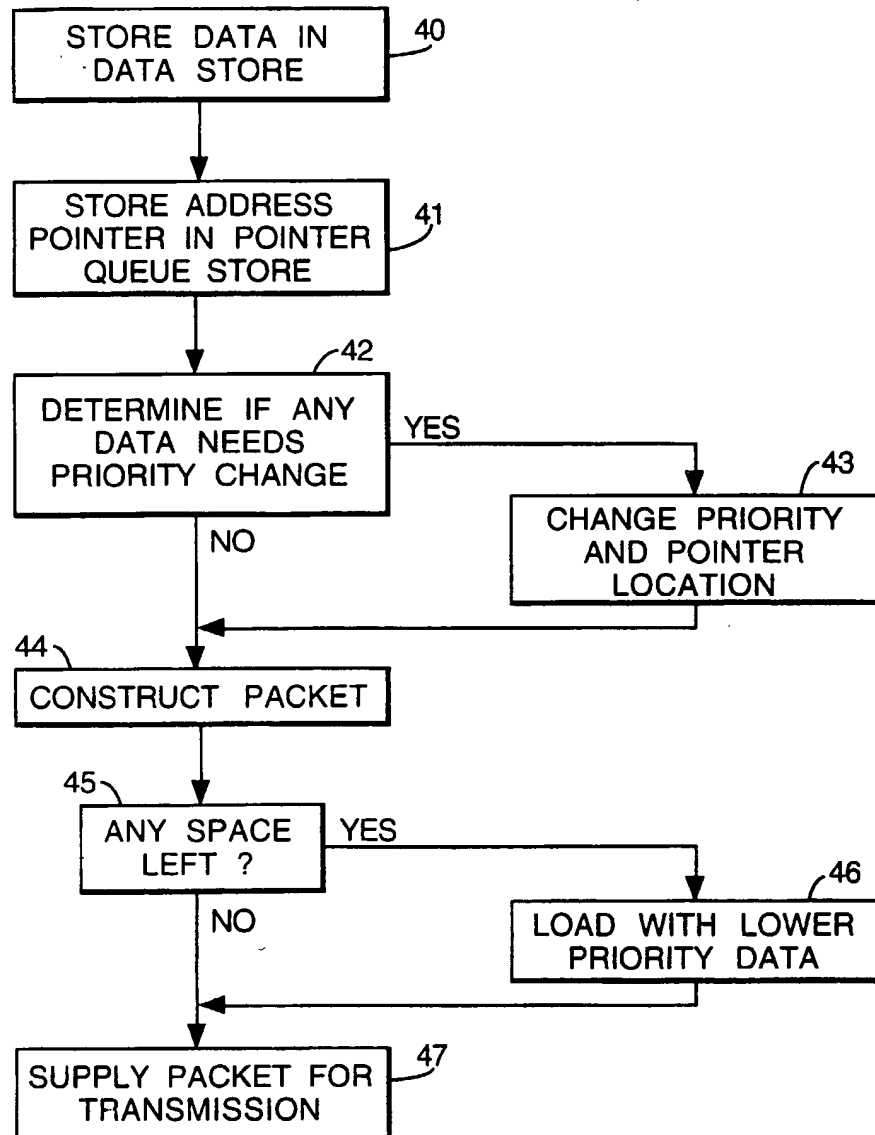 STORE DATA IN
DATA STORE
40
STORE ADDRESS
POINTER IN POINTER
QUEUE STORE
41
42
DETERMINE IF ANY
DATA NEEDS
PRIORITY CHANGE
YES
43
CHANGE PRIORITY
AND POINTER
LOCATION
NO
44
CONSTRUCT PACKET
45
ANY SPACE
LEFT ?
YES
46
LOAD WITH LOWER
PRIORITY DATA
NO
47
SUPPLY PACKET FOR
TRANSMISSION